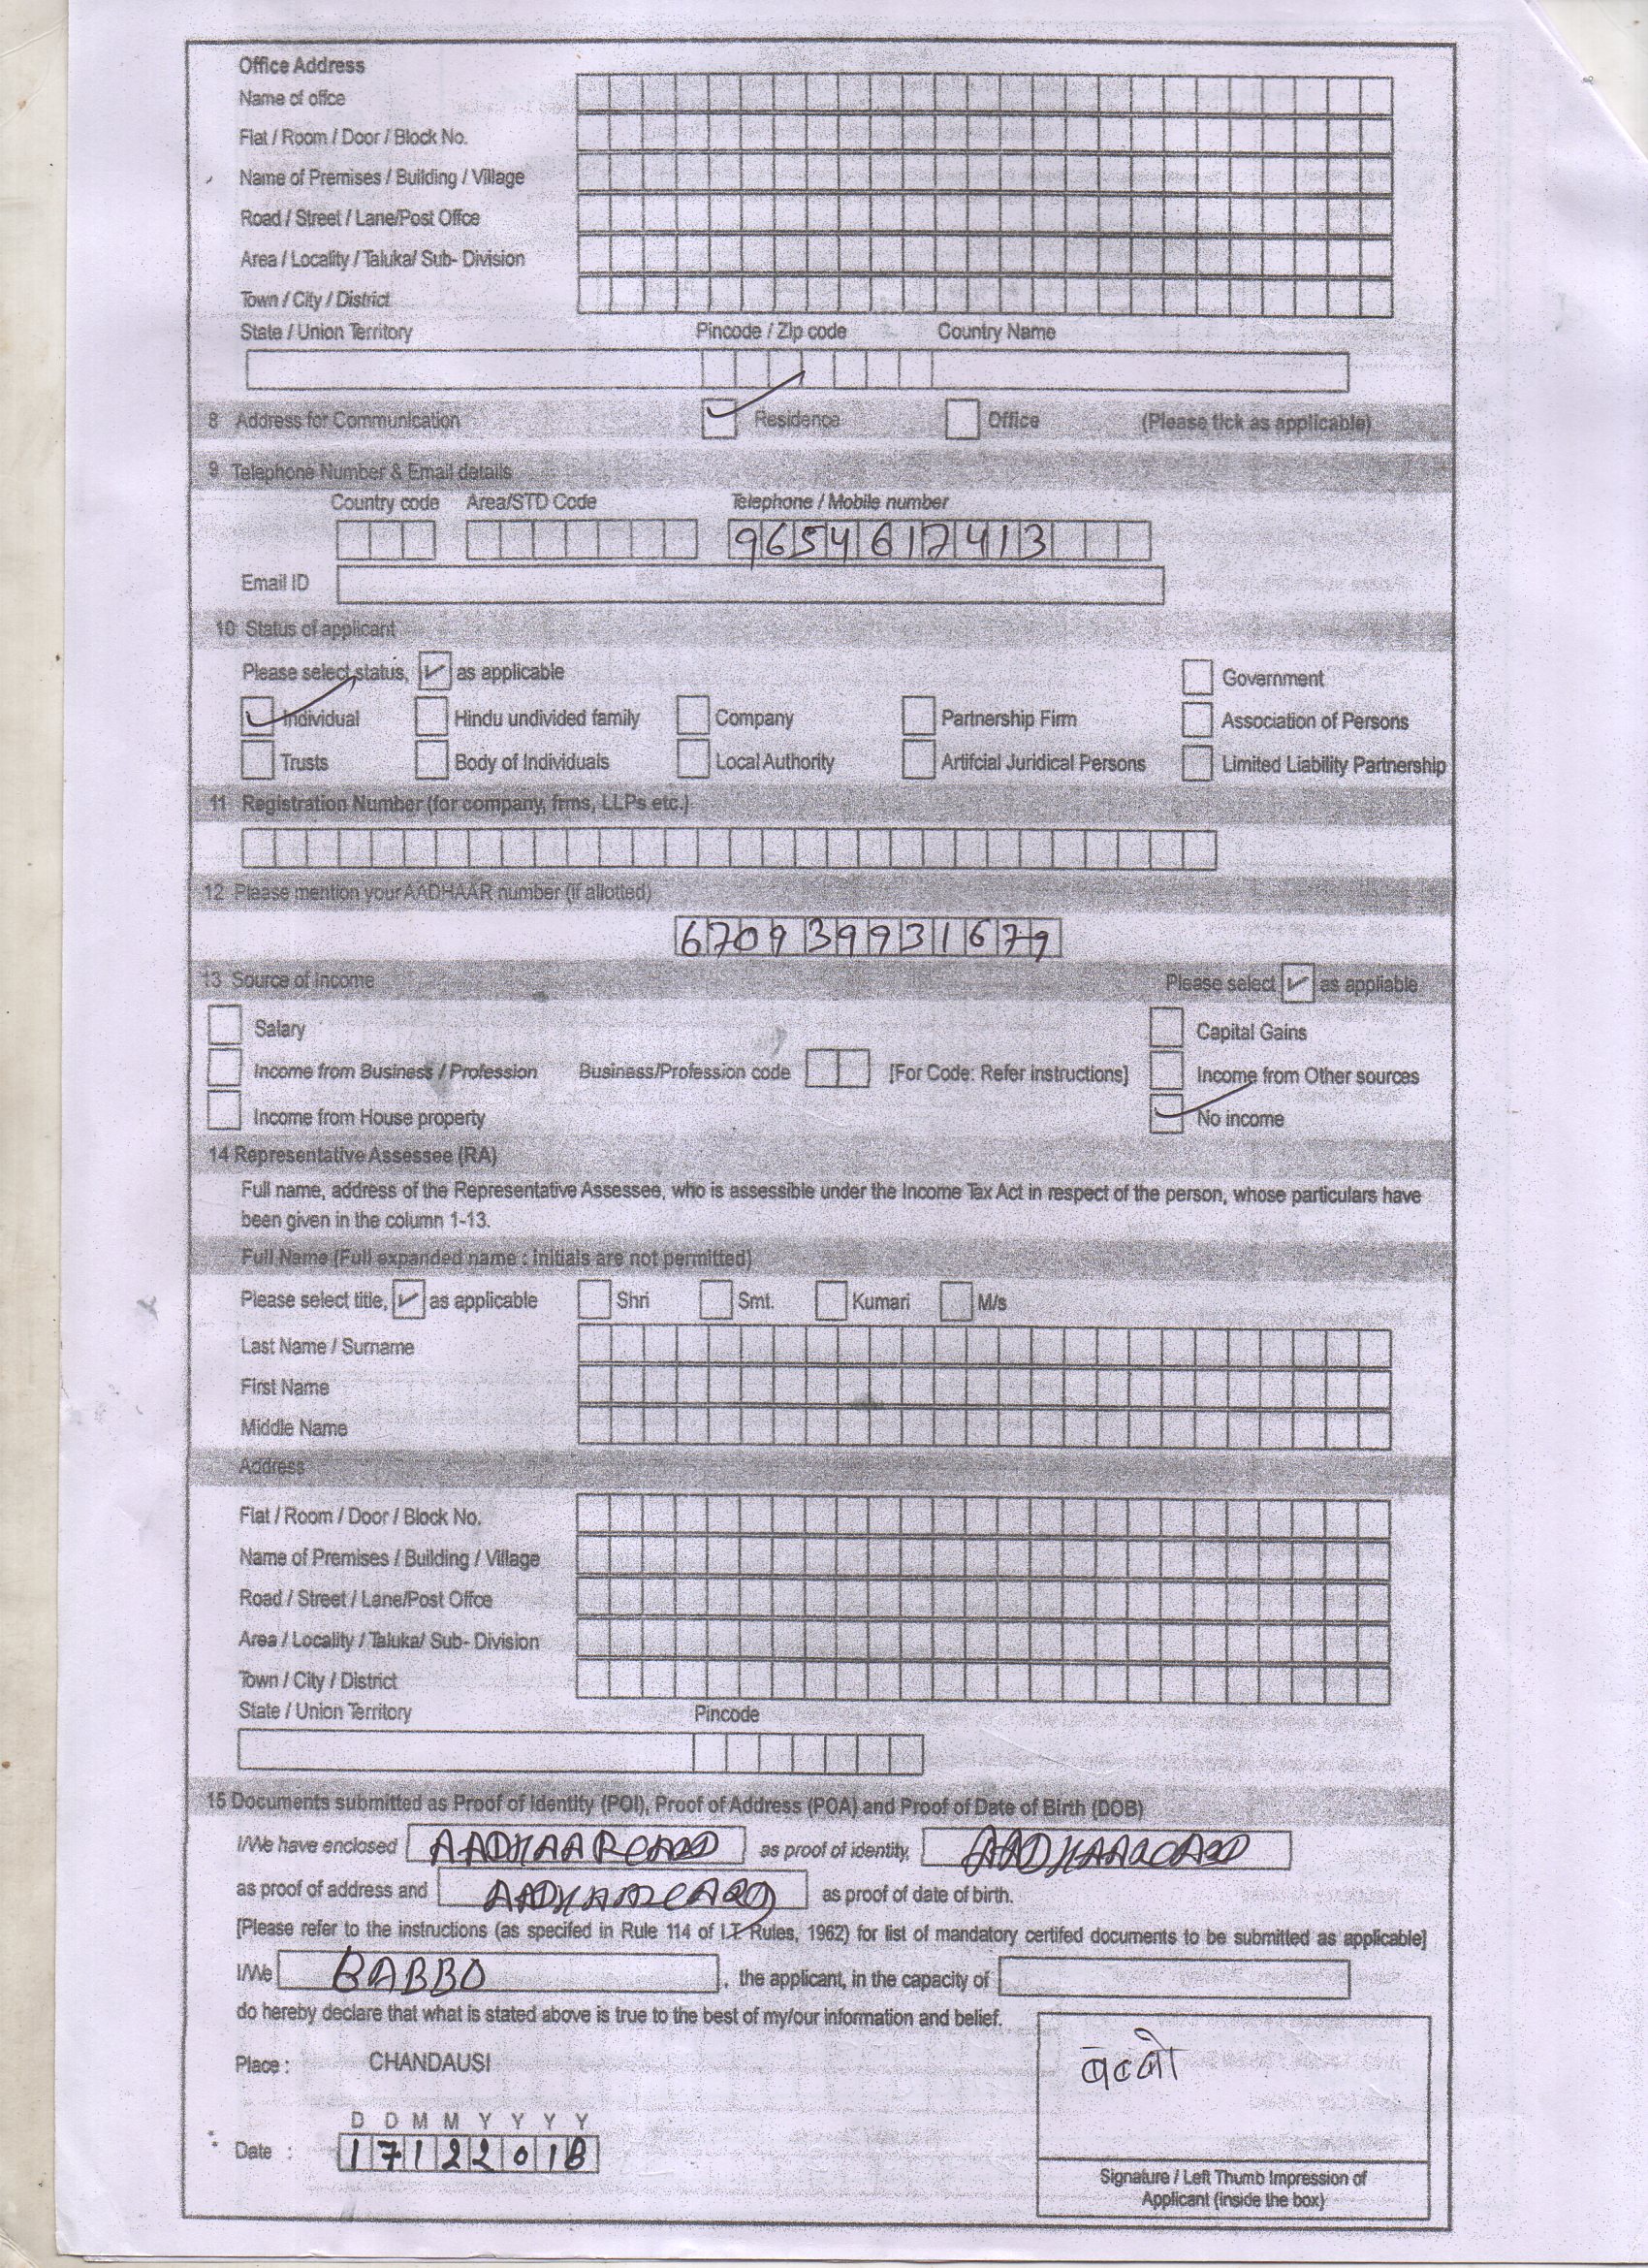 Office Address
Name of office
Flat / Room / Door / Block No.
Name of Premises / Building / Village
Road / Street / Lane/Post Offce
Area / Locality / Taluka/ Sub- Division
Town / City / District
State / Union Territory Pincode / Zip code Country Name
8 Address for Communication Residence Office (Please tick as applicable)
9 Telephone Number & Email details
Country code Area/STD Code Telephone / Mobile number
9654617413
Email ID
10 Status of applicant
Please select status, ✓ as applicable Government
Individual Hindu undivided family Company Partnership Firm Association of Persons
Trusts Body of Individuals Local Authority Artifcial Juridical Persons Limited Liability Partnership
11 Registration Number (for company, frms, LLPs etc.)
12 Please mention your AADHAAR number (if allotted)
670939931679
13 Source of Income Please select ✓ as appliable
Salary Capital Gains
Income from Business / Profession Business/Profession code [For Code: Refer instructions] Income from Other sources
Income from House property No income
14 Representative Assessee (RA)
Full name, address of the Representative Assessee, who is assessible under the Income Tax Act in respect of the person, whose particulars have
been given in the column 1-13.
Full Name (Full expanded name : initials are not permitted)
Please select title, ✓ as applicable Shri Smt. Kumari M/s
Last Name / Surname
First Name
Middle Name
Address
Flat / Room / Door / Block No.
Name of Premises / Building / Village
Road / Street / Lane/Post Offce
Area / Locality / Taluka/ Sub- Division
Town / City / District
State / Union Territory Pincode
15 Documents submitted as Proof of Identity (POI), Proof of Address (POA) and Proof of Date of Birth (DOB)
I/We have enclosed AADHAAR CARD as proof of identity, AADHAAR CARD
as proof of address and AADHAAR CARD as proof of date of birth.
[Please refer to the instructions (as specifed in Rule 114 of I.T. Rules, 1962) for list of mandatory certifed documents to be submitted as applicable]
I/We BABBO , the applicant, in the capacity of
do hereby declare that what is stated above is true to the best of my/our information and belief.
बब्बो
Place : CHANDAUSI
D D M M Y Y Y Y
Date : 17122018
Signature / Left Thumb Impression of
Applicant (inside the box)